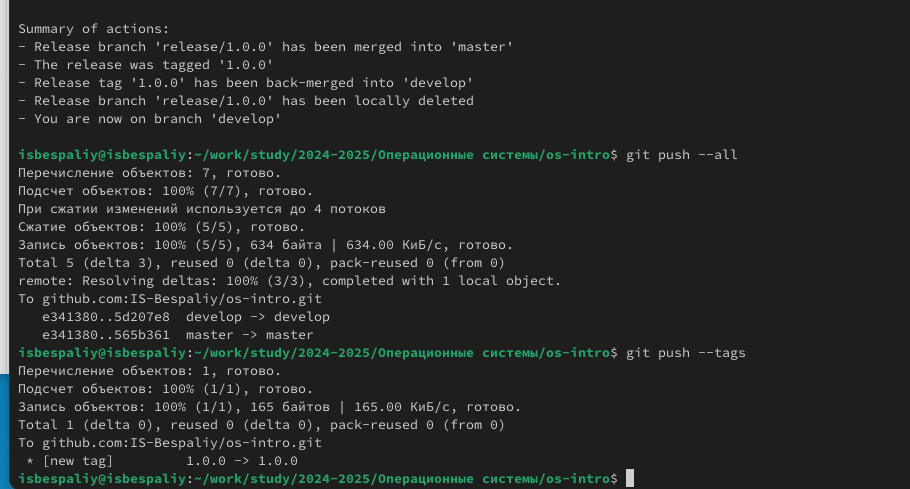 Summary of actions:
- Release branch 'release/1.0.0' has been merged into 'master'
- The release was tagged '1.0.0'
- Release tag '1.0.0' has been back-merged into 'develop'
- Release branch 'release/1.0.0' has been locally deleted
- You are now on branch 'develop'
isbespaliy@isbespaliy:~/work/study/2024-2025/Операционные системы/os-intro$ git push --all
Перечисление объектов: 7, готово.
Подсчет объектов: 100% (7/7), готово.
При сжатии изменений используется до 4 потоков
Сжатие объектов: 100% (5/5), готово.
Запись объектов: 100% (5/5), 634 байта | 634.00 КиБ/с, готово.
Total 5 (delta 3), reused 0 (delta 0), pack-reused 0 (from 0)
remote: Resolving deltas: 100% (3/3), completed with 1 local object.
To github.com:IS-Bespaliy/os-intro.git
   e341380..5d207e8  develop -> develop
   e341380..565b361  master -> master
isbespaliy@isbespaliy:~/work/study/2024-2025/Операционные системы/os-intro$ git push --tags
Перечисление объектов: 1, готово.
Подсчет объектов: 100% (1/1), готово.
Запись объектов: 100% (1/1), 165 байтов | 165.00 КиБ/с, готово.
Total 1 (delta 0), reused 0 (delta 0), pack-reused 0 (from 0)
To github.com:IS-Bespaliy/os-intro.git
 * [new tag]         1.0.0 -> 1.0.0
isbespaliy@isbespaliy:~/work/study/2024-2025/Операционные системы/os-intro$